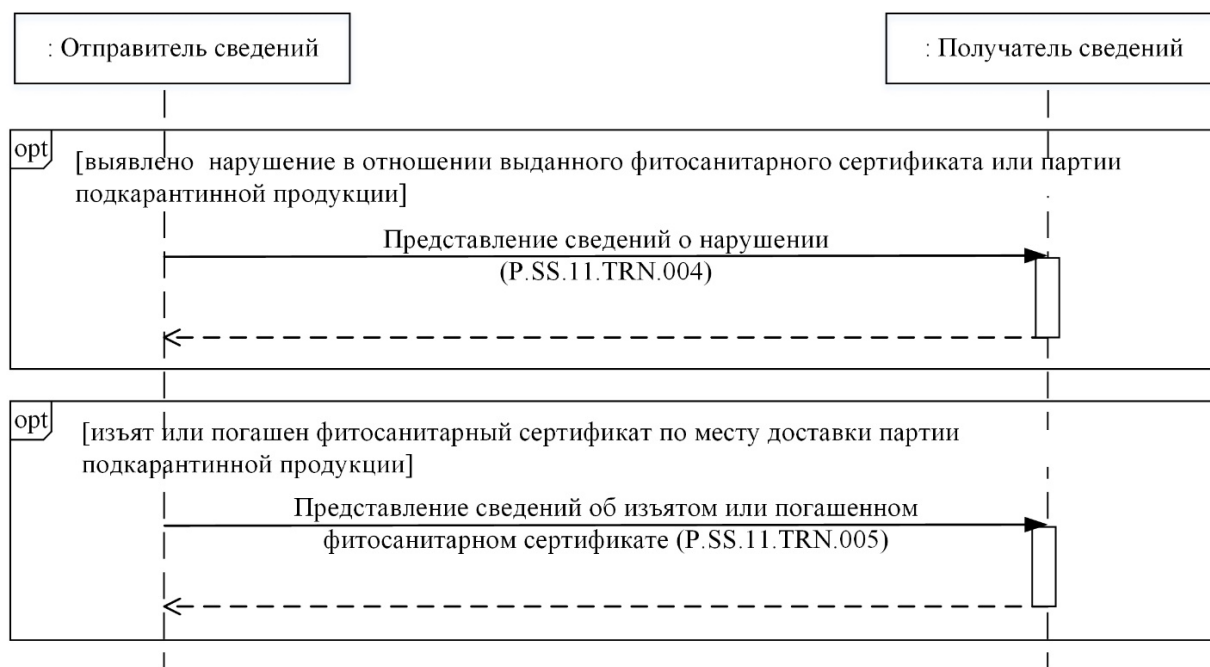 : Отправитель сведений
: Получатель сведений
opt
[выявлено нарушение в отношении выданного фитосанитарного сертификата или партии
подкарантинной продукции]
Представление сведений о нарушении
(P.SS.11.TRN.004)
opt
[изъят или погашен фитосанитарный сертификат по месту доставки партии
подкарантинной продукции]
Представление сведений об изъятом или погашенном
фитосанитарном сертификате (P.SS.11.TRN.005)